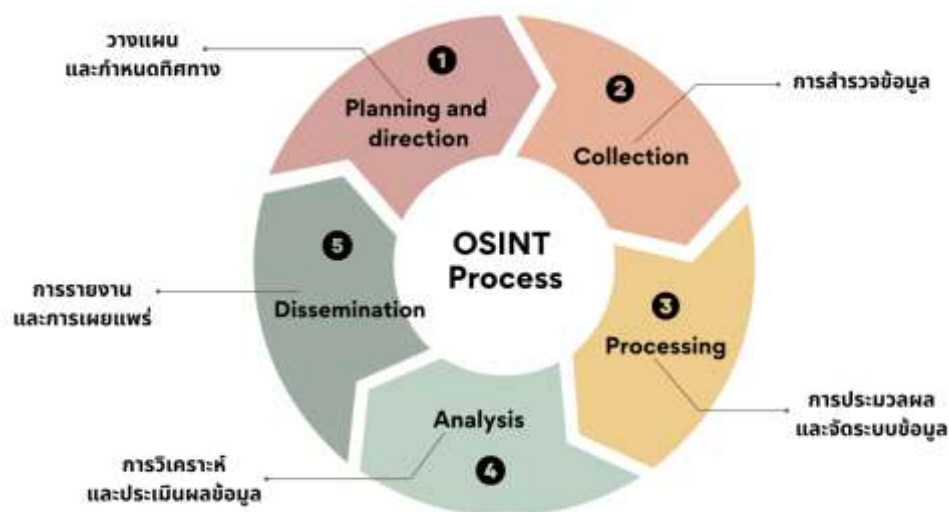 วางแผน
และกำหนดทิศทาง
1
Planning and
direction
2
Collection
การสำรวจข้อมูล
OSINT
Process
3
Processing
การประมวลผล
และจัดระบบข้อมูล
Analysis
4
การวิเคราะห์
และประเมินผลข้อมูล
5
Dissemination
การรายงาน
และการเผยแพร่